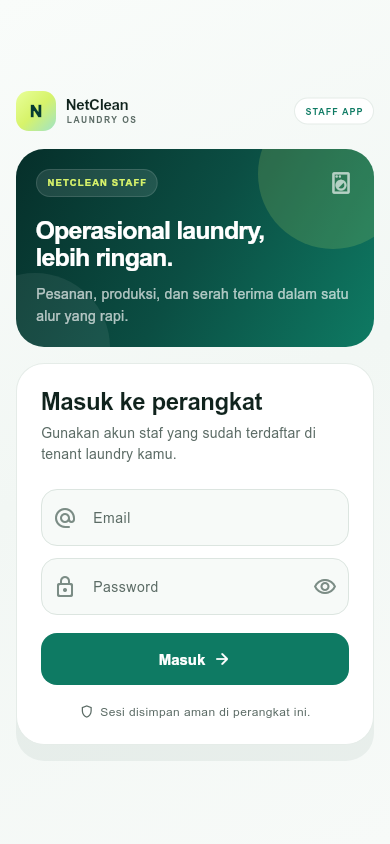 N
NetClean
LAUNDRY OS
STAFF APP
NETCLEAN STAFF
Operasional laundry,
lebih ringan.
Pesanan, produksi, dan serah terima dalam satu
alur yang rapi.
Masuk ke perangkat
Gunakan akun staf yang sudah terdaftar di
tenant laundry kamu.
Email
Password
Masuk →
Sesi disimpan aman di perangkat ini.